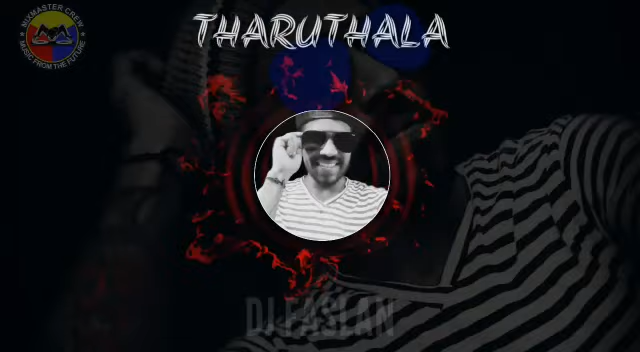 MIXMASTER CREW
MUSIC FROM THE FUTURE
THARUTHALA
DJ FASLAN